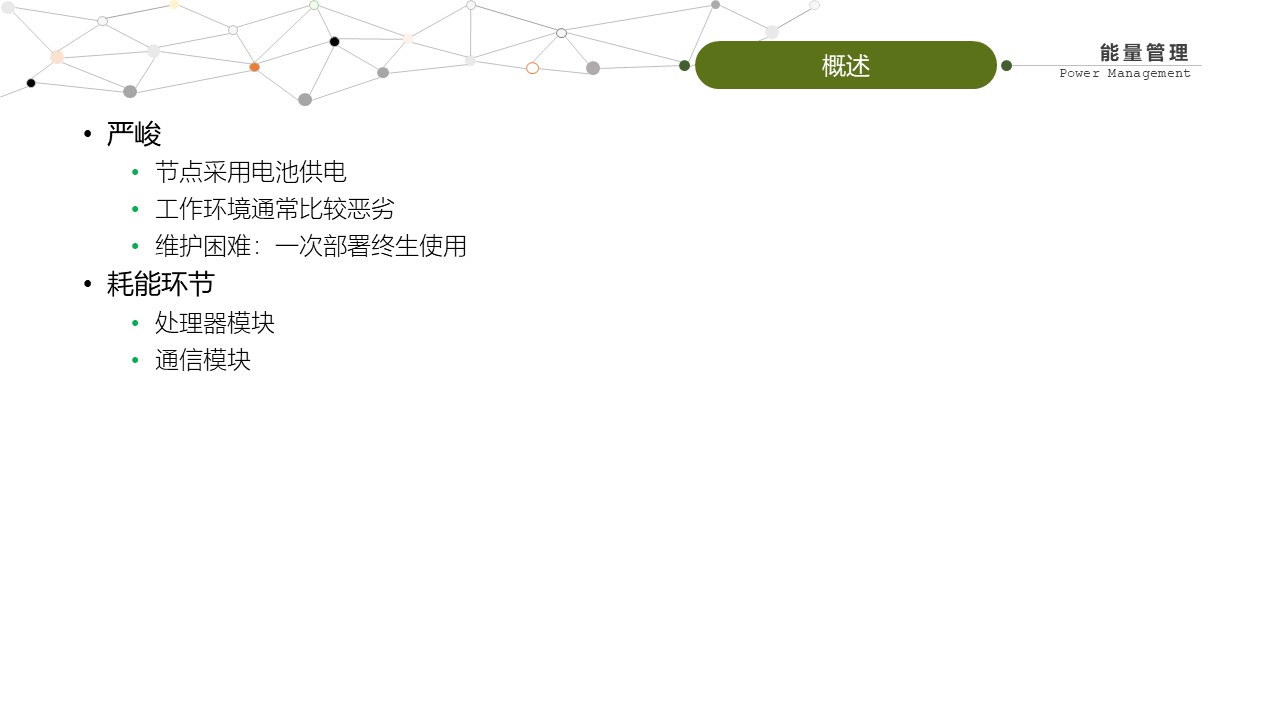 概述
能量管理
Power Management
• 严峻
• 节点采用电池供电
• 工作环境通常比较恶劣
• 维护困难：一次部署终生使用
• 耗能环节
• 处理器模块
• 通信模块